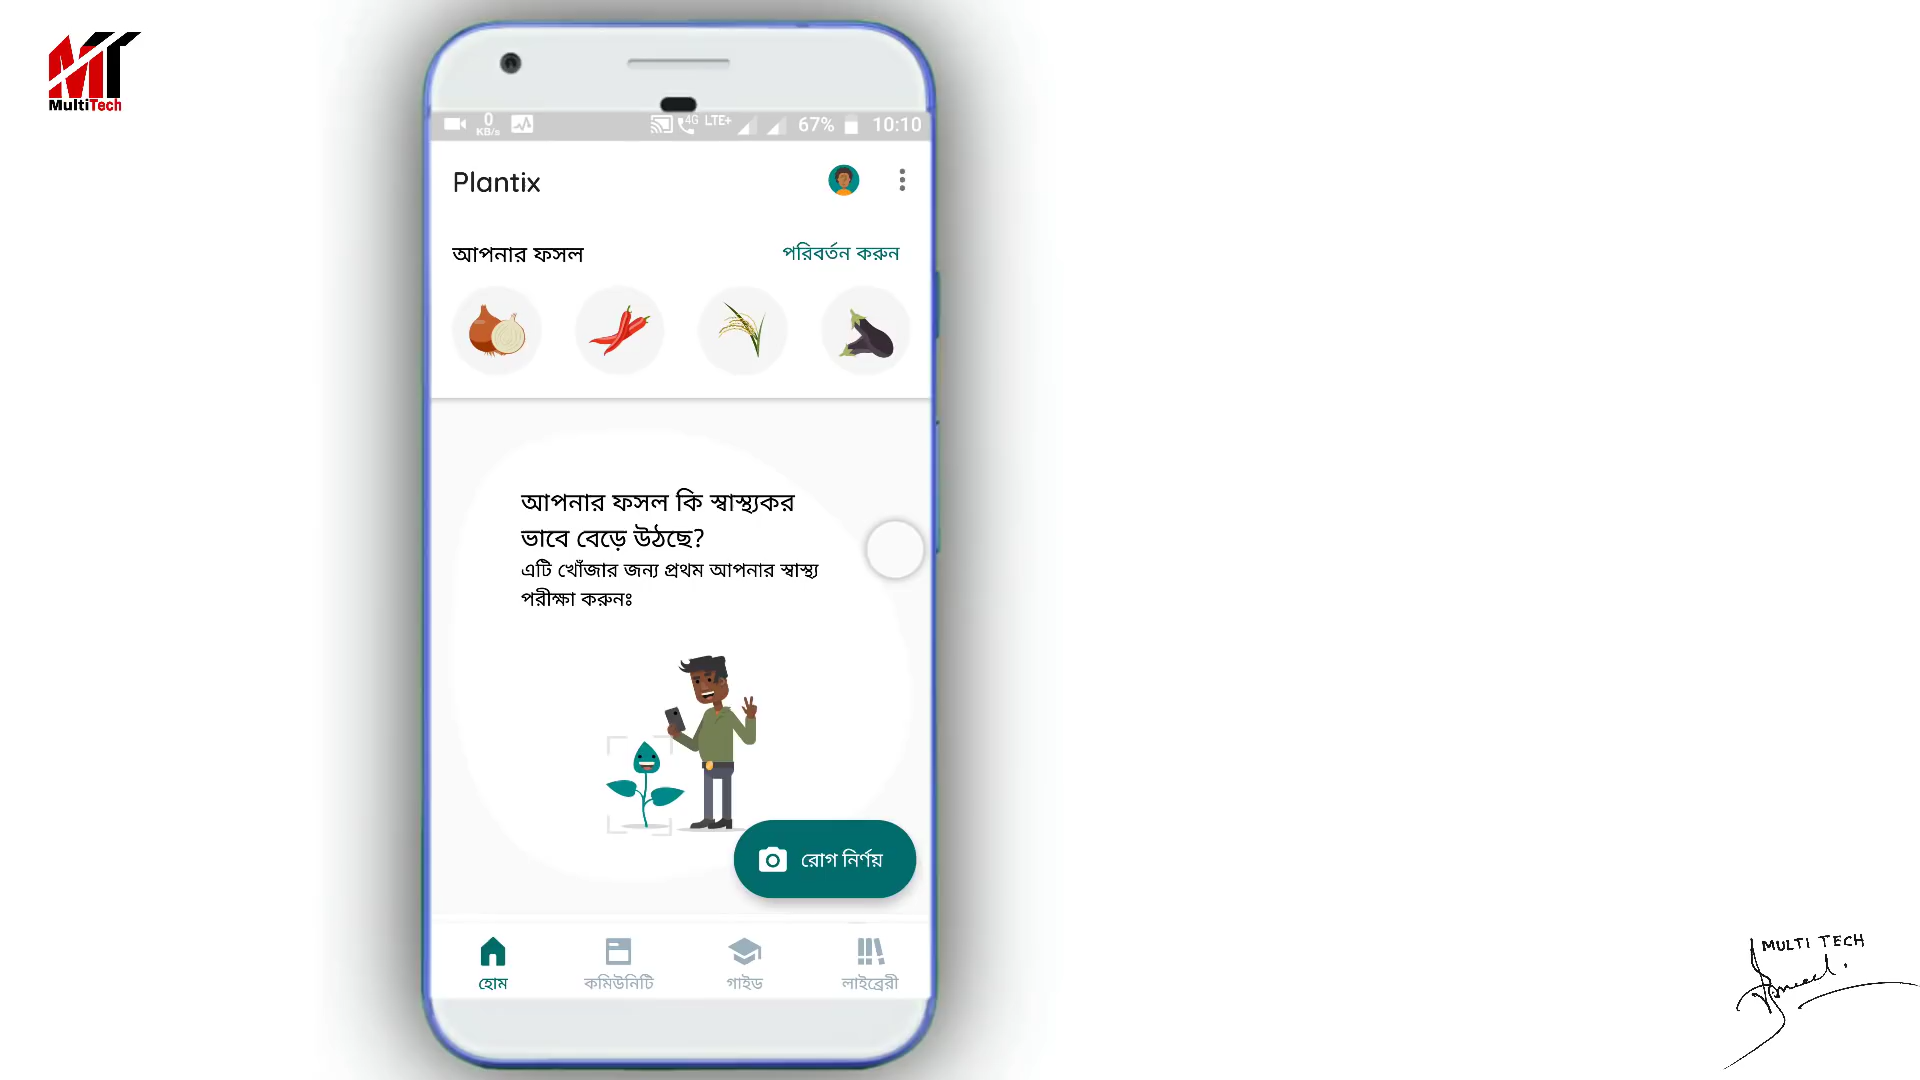 MultiTech
0
KB/s
4G LTE+ 67% 10:10
Plantix
আপনার ফসল
পরিবর্তন করুন
আপনার ফসল কি স্বাস্থ্যকর
ভাবে বেড়ে উঠছে?
এটি খোঁজার জন্য প্রথম আপনার স্বাস্থ্য
পরীক্ষা করুনঃ
রোগ নির্ণয়
হোম
কমিউনিটি
গাইড
লাইব্রেরী
MULTI TECH